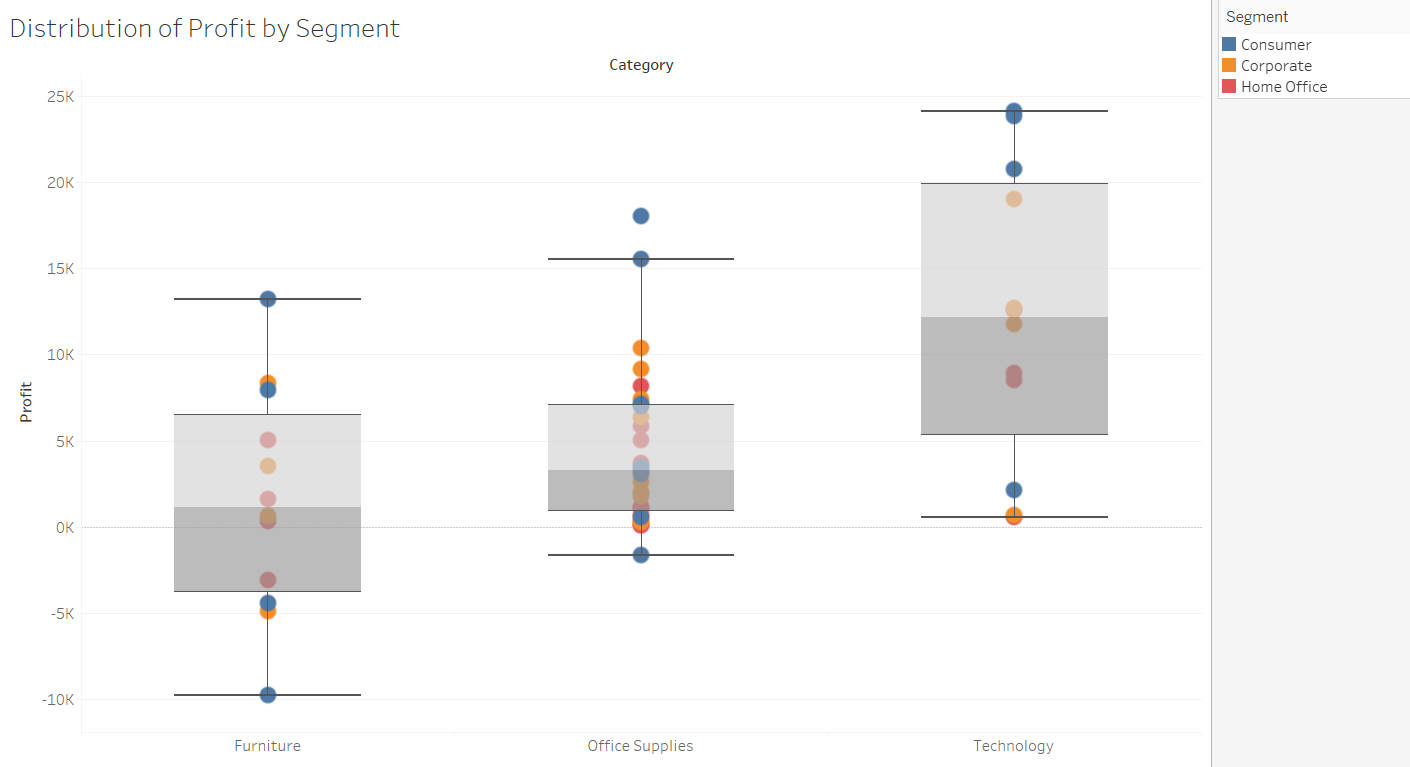 Distribution of Profit by Segment
Category
Segment
Consumer
Corporate
Home Office
Profit
25K
20K
15K
10K
5K
0K
-5K
-10K
Furniture
Office Supplies
Technology